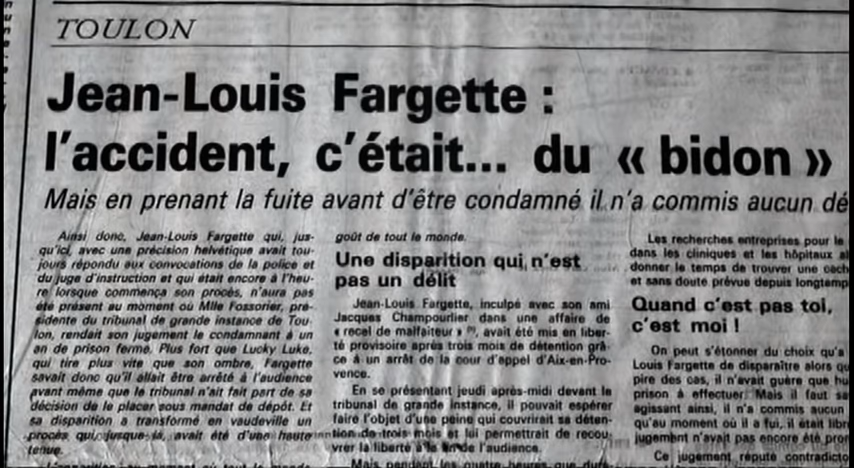 TOULON
Jean-Louis Fargette :
l'accident, c'était... du « bidon »
Mais en prenant la fuite avant d'être condamné il n'a commis aucun dé
Ainsi donc, Jean-Louis Fargette qui, jus-
qu'ici, avec une précision helvétique avait tou-
jours répondu aux convocations de la police et
du juge d'instruction et qui était encore à l'heu-
re lorsque commença son procès, n'aura pas
été présent au moment où Mlle Fossorier, pré-
sidente du tribunal de grande instance de Tou-
lon, rendait son jugement le condamnant à un
an de prison ferme. Plus fort que Lucky Luke,
qui tire plus vite que son ombre, Fargette
savait donc qu'il allait être arrêté à l'audience
avant même que le tribunal n'ait fait part de sa
décision de le placer sous mandat de dépôt. Et
sa disparition a transformé en vaudeville un
procès qui, jusque-là, avait été d'une haute
tenue.
goût de tout le monde.
Une disparition qui n'est
pas un délit
Jean-Louis Fargette, inculpé avec son ami
Jacques Champourlier dans une affaire de
« recel de malfaiteur » avait été mis en liber-
té provisoire après trois mois de détention grâ-
ce à un arrêt de la cour d'appel d'Aix-en-Pro-
vence.
En se présentant jeudi après-midi devant le
tribunal de grande instance, il pouvait espérer
faire l'objet d'une peine qui couvrirait sa déten-
tion de trois mois et lui permettrait de recou-
vrer la liberté à la fin de l'audience.
Mais pendant les quatre heures que dura
Les recherches entreprises pour le
dans les cliniques et les hôpitaux
donner le temps de trouver une cach
et sans doute prévue depuis longtemp
Quand c'est pas toi,
c'est moi !
On peut s'étonner du choix qu'a
Louis Fargette de disparaître alors q
pire des cas, il n'avait guère que hu
prison à effectuer. Mais il faut sa
agissant ainsi, il n'a commis aucun
qu'au moment où il a fui, il était libr
jugement n'avait pas encore été pron
Ce jugement réputé contradicto